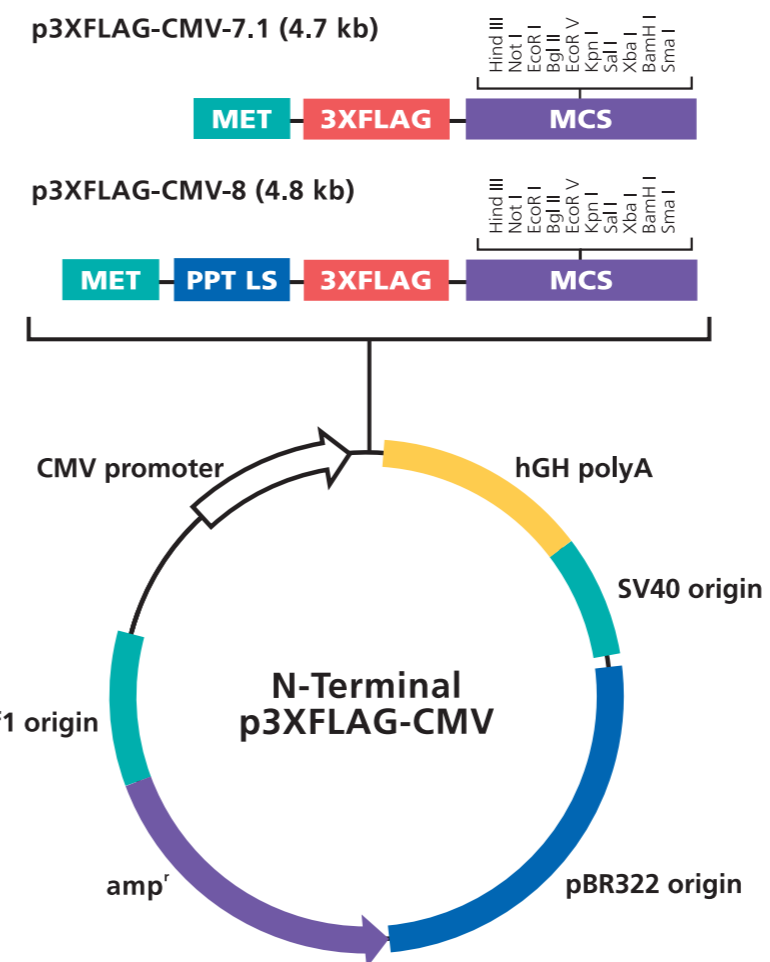 p3XFLAG-CMV-7.1 (4.7 kb)
Hind III
Not I
EcoR I
Bgl II
EcoR V
Kpn I
Sal I
Xba I
BamH I
Sma I
MET
3XFLAG
MCS
p3XFLAG-CMV-8 (4.8 kb)
Hind III
Not I
EcoR I
Bgl II
EcoR V
Kpn I
Sal I
Xba I
BamH I
Sma I
MET
PPT LS
3XFLAG
MCS
CMV promoter
hGH polyA
SV40 origin
N-Terminal
p3XFLAG-CMV
f1 origin
ampʳ
pBR322 origin